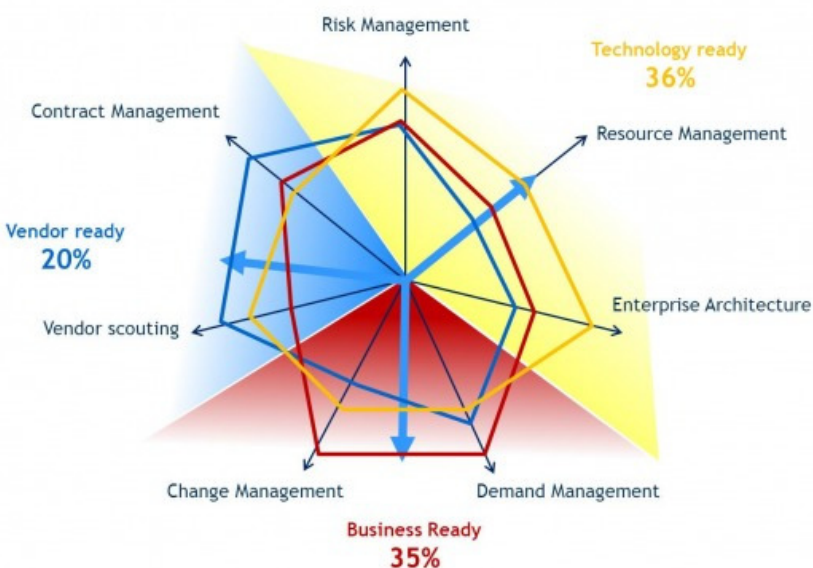 Risk Management
Technology ready
36%
Contract Management
Resource Management
Vendor ready
20%
Enterprise Architecture
Vendor scouting
Change Management
Demand Management
Business Ready
35%